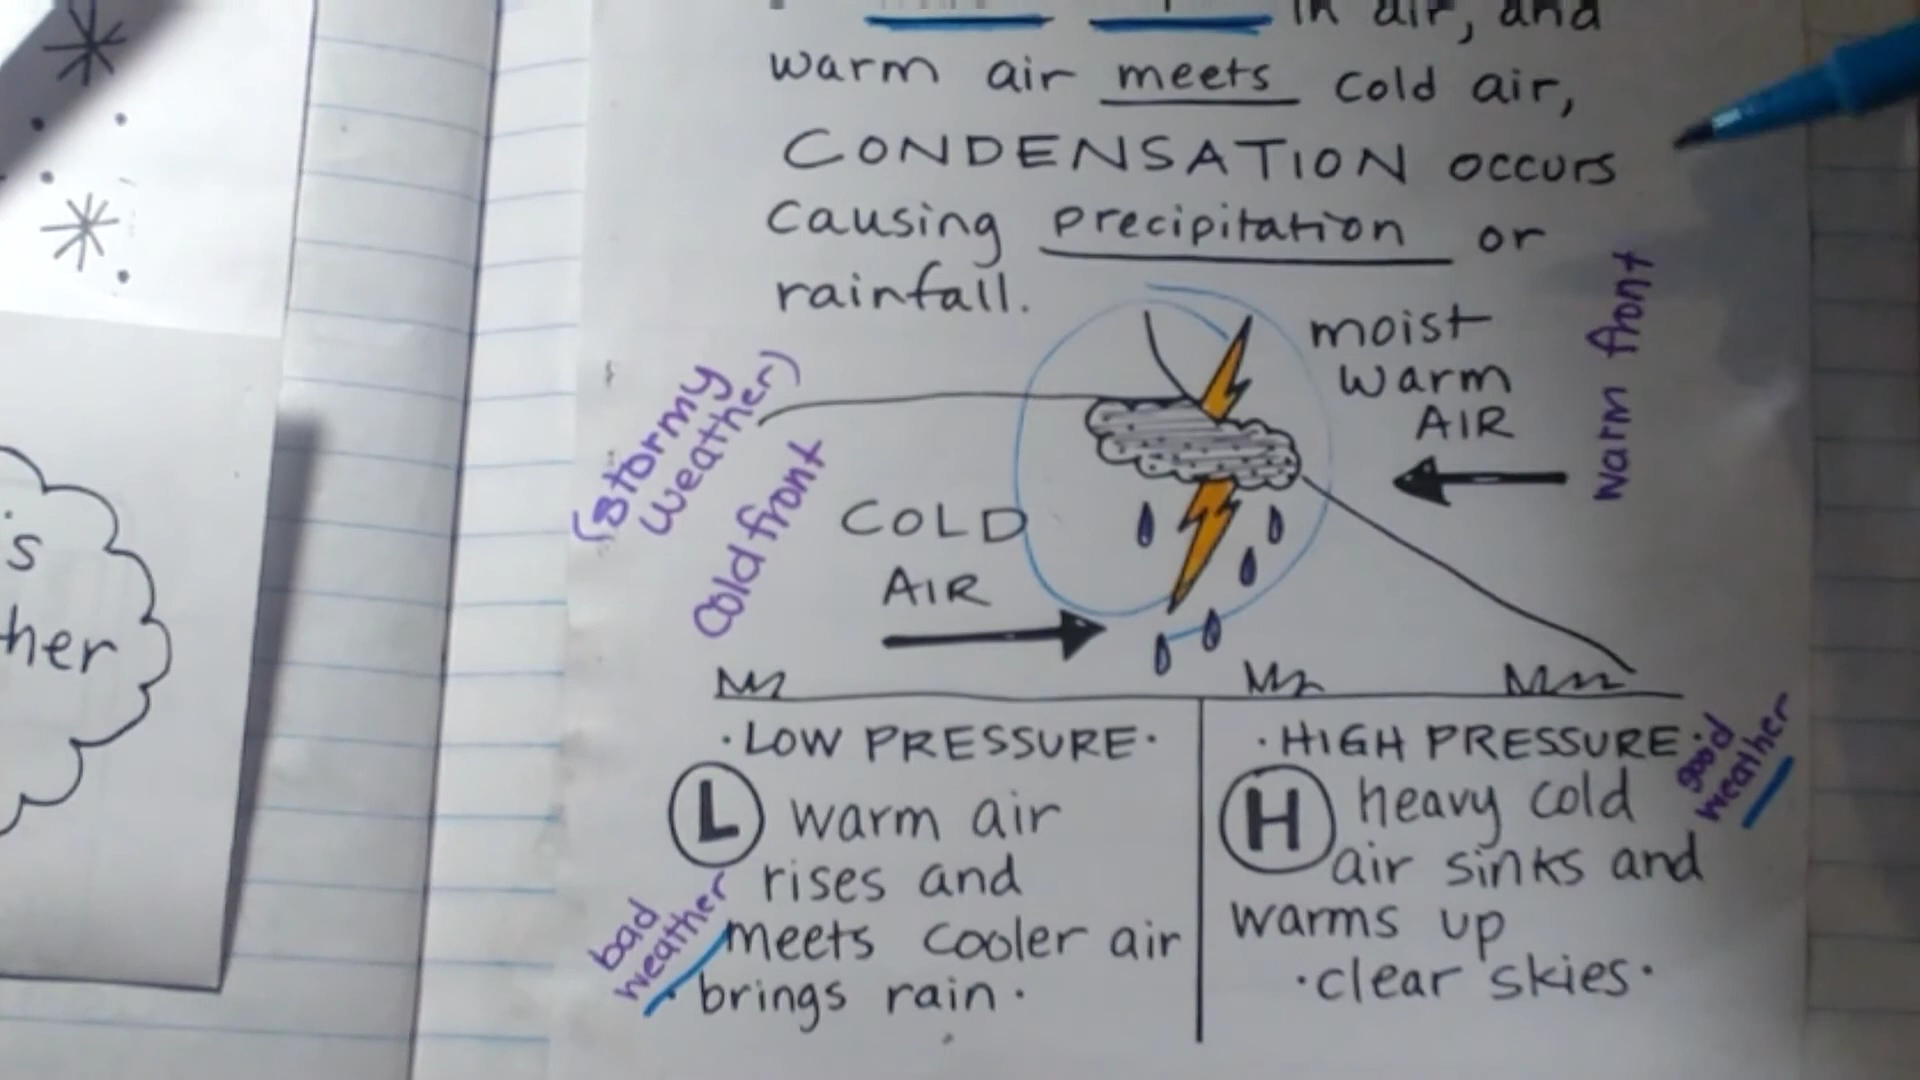 in air, and
warm air meets cold air,
CONDENSATION occurs
causing precipitation or
rainfall.
moist
warm
AIR
warm front
(stormy
weather)
Cold front
COLD
AIR
s
her
·LOW PRESSURE·
L warm air
rises and
meets cooler air
·brings rain·
bad
weather
·HIGH PRESSURE·
H heavy cold
air sinks and
warms up
·clear skies·
good
weather